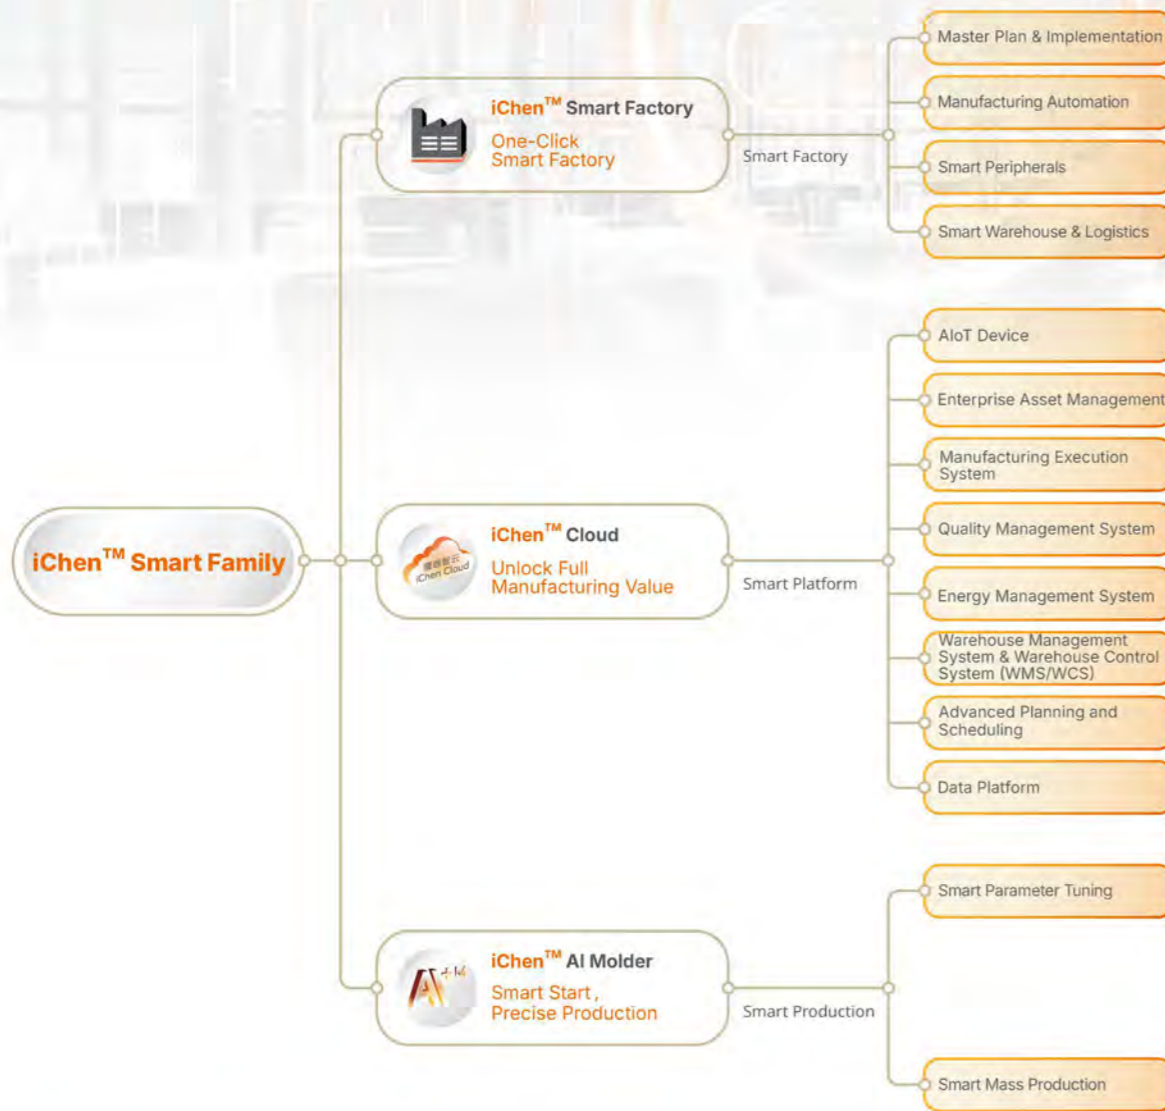 iChen™ Smart Family
iChen™ Smart Factory
One-Click
Smart Factory
Smart Factory
Master Plan & Implementation
Manufacturing Automation
Smart Peripherals
Smart Warehouse & Logistics
iChen™ Cloud
Unlock Full
Manufacturing Value
iChen Cloud
Smart Platform
AIoT Device
Enterprise Asset Management
Manufacturing Execution
System
Quality Management System
Energy Management System
Warehouse Management
System & Warehouse Control
System (WMS/WCS)
Advanced Planning and
Scheduling
Data Platform
iChen™ AI Molder
Smart Start ,
Precise Production
Smart Production
Smart Parameter Tuning
Smart Mass Production